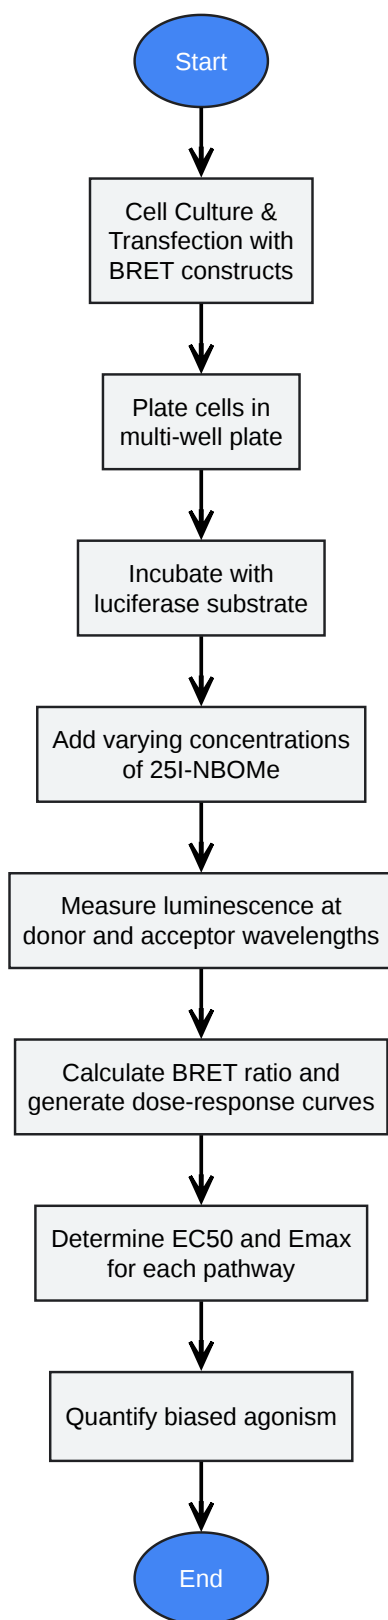 Start
Cell Culture &
Transfection with
BRET constructs
Plate cells in
multi-well plate
Incubate with
luciferase substrate
Add varying concentrations
of 25I-NBOMe
Measure luminescence at
donor and acceptor wavelengths
Calculate BRET ratio and
generate dose-response curves
Determine EC50 and Emax
for each pathway
Quantify biased agonism
End